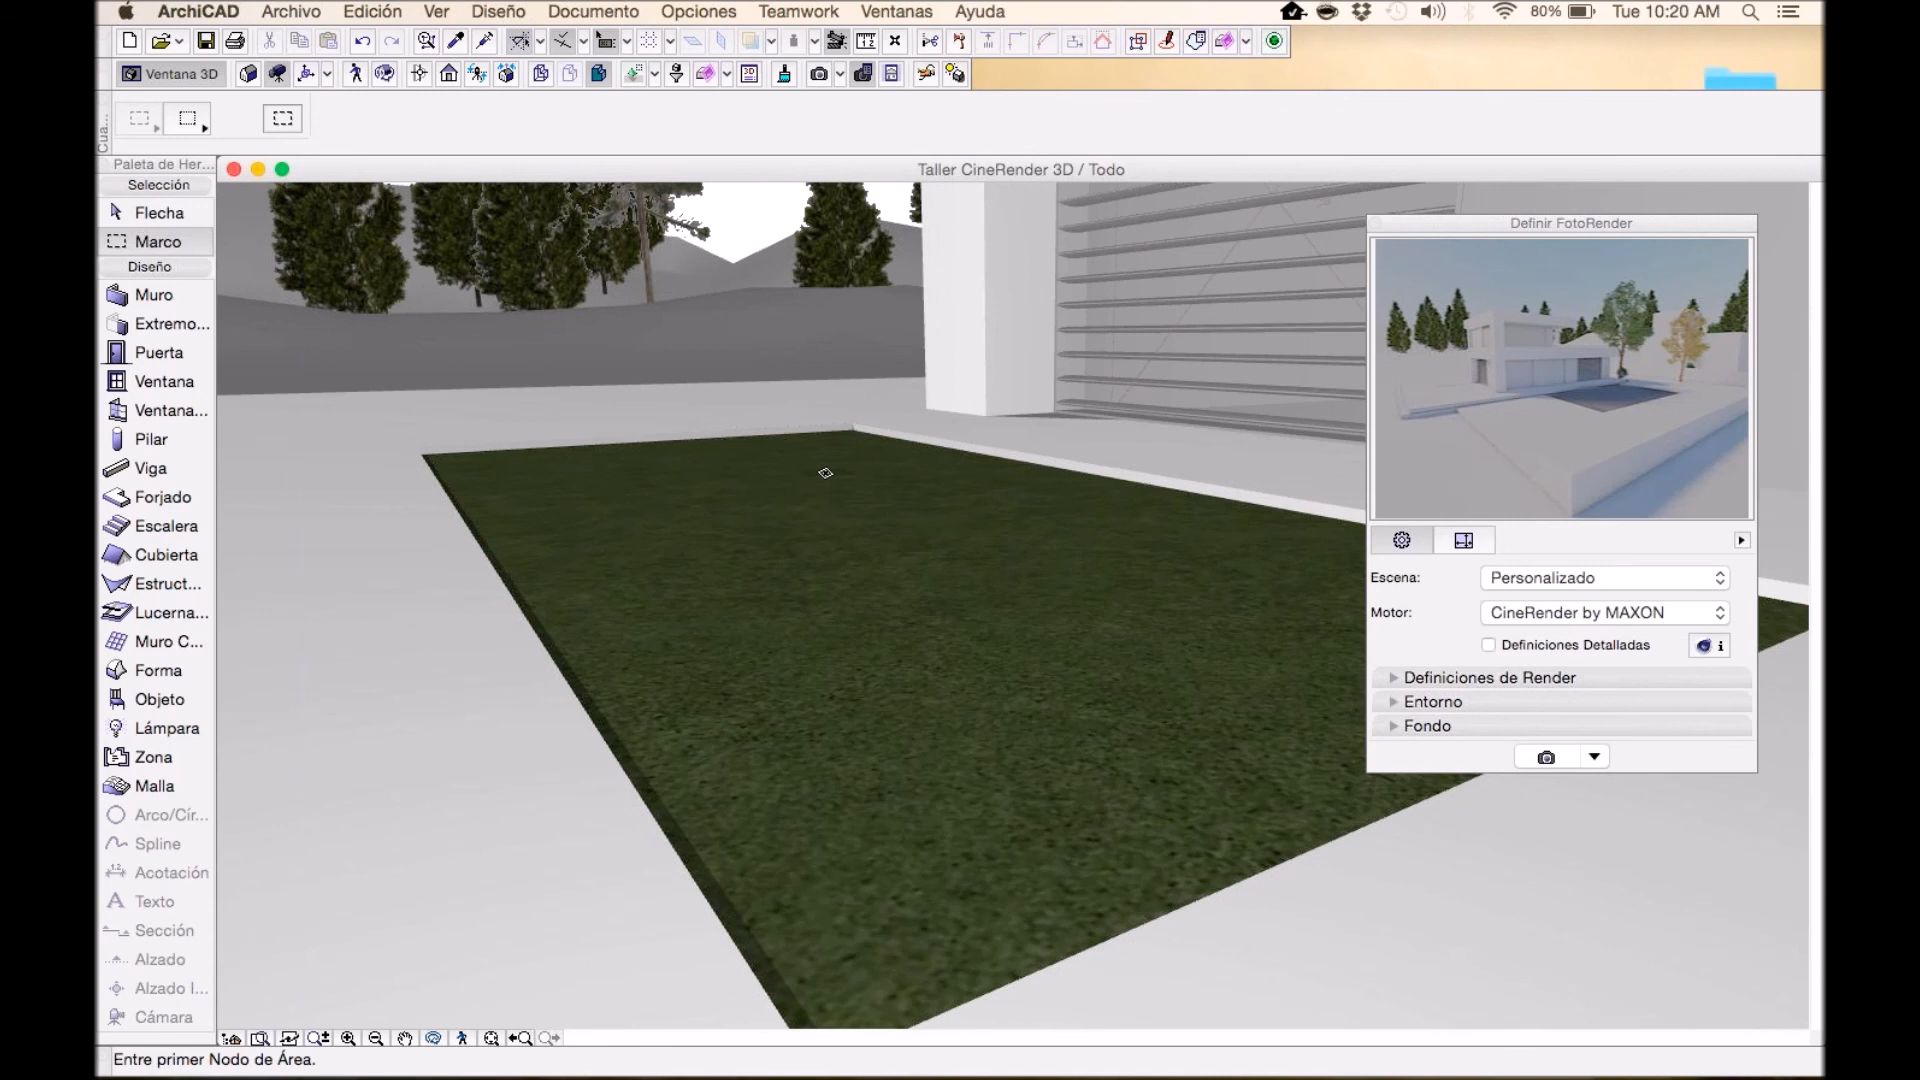 ArchiCAD Archivo Edición Ver Diseño Documento Opciones Teamwork Ventanas Ayuda 80% Tue 10:20 AM
Ventana 3D
Cua...
Paleta de Her...
Taller CineRender 3D / Todo
Selección
Flecha
Marco
Diseño
Muro
Extremo...
Puerta
Ventana
Ventana...
Pilar
Viga
Forjado
Escalera
Cubierta
Estruct...
Lucerna...
Muro C...
Forma
Objeto
Lámpara
Zona
Malla
Arco/Cír...
Spline
Acotación
Texto
Sección
Alzado
Alzado I...
Cámara
Definir FotoRender
Escena: Personalizado
Motor: CineRender by MAXON
Definiciones Detalladas
Definiciones de Render
Entorno
Fondo
Entre primer Nodo de Área.